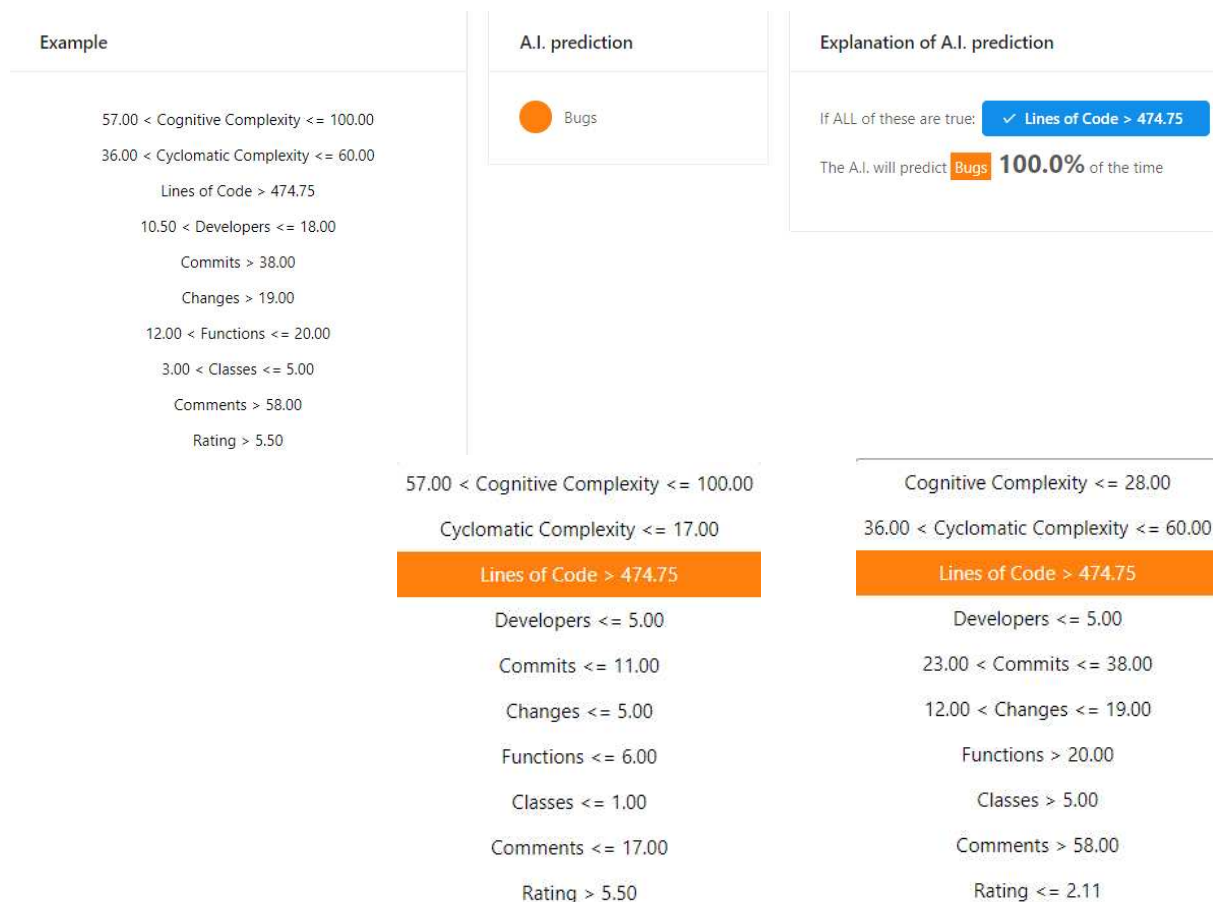 Example
57.00 < Cognitive Complexity <= 100.00
36.00 < Cyclomatic Complexity <= 60.00
Lines of Code > 474.75
10.50 < Developers <= 18.00
Commits > 38.00
Changes > 19.00
12.00 < Functions <= 20.00
3.00 < Classes <= 5.00
Comments > 58.00
Rating > 5.50
A.I. prediction
Bugs
Explanation of A.I. prediction
If ALL of these are true: ✓ Lines of Code > 474.75
The A.I. will predict Bugs 100.0% of the time
57.00 < Cognitive Complexity <= 100.00
Cyclomatic Complexity <= 17.00
Lines of Code > 474.75
Developers <= 5.00
Commits <= 11.00
Changes <= 5.00
Functions <= 6.00
Classes <= 1.00
Comments <= 17.00
Rating > 5.50
Cognitive Complexity <= 28.00
36.00 < Cyclomatic Complexity <= 60.00
Lines of Code > 474.75
Developers <= 5.00
23.00 < Commits <= 38.00
12.00 < Changes <= 19.00
Functions > 20.00
Classes > 5.00
Comments > 58.00
Rating <= 2.11